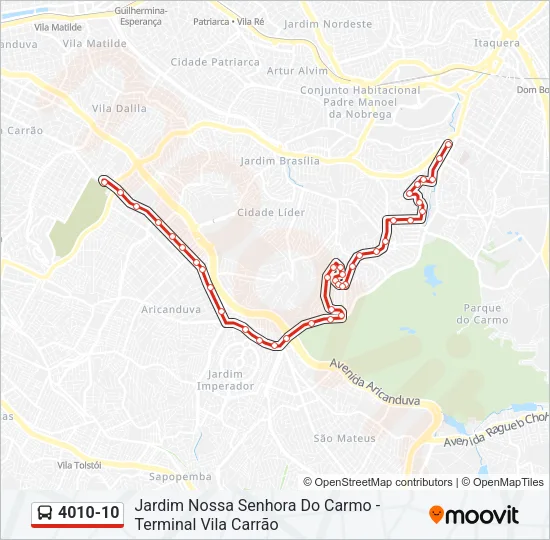 Guilhermina-
Esperança
Vila Matilde
Patriarca • Vila Ré
Jardim Nordeste
Vila Matilde
Itaquera
Cidade Patriarca
Artur Alvim
Conjunto Habitacional
Padre Manoel
da Nobrega
Dom Bo
Vila Dalila
a Carrão
Jardim Brasília
Cidade Líder
Aricanduva
Parque
do Carmo
Jardim
Imperador
Avenida Aricanduva
as
São Mateus
Avenida Ragueb Choh
Vila Tolstói
Sapopemba
© OpenStreetMap contributors | © OpenMapTiles
4010-10
Jardim Nossa Senhora Do Carmo -
Terminal Vila Carrão
moovit